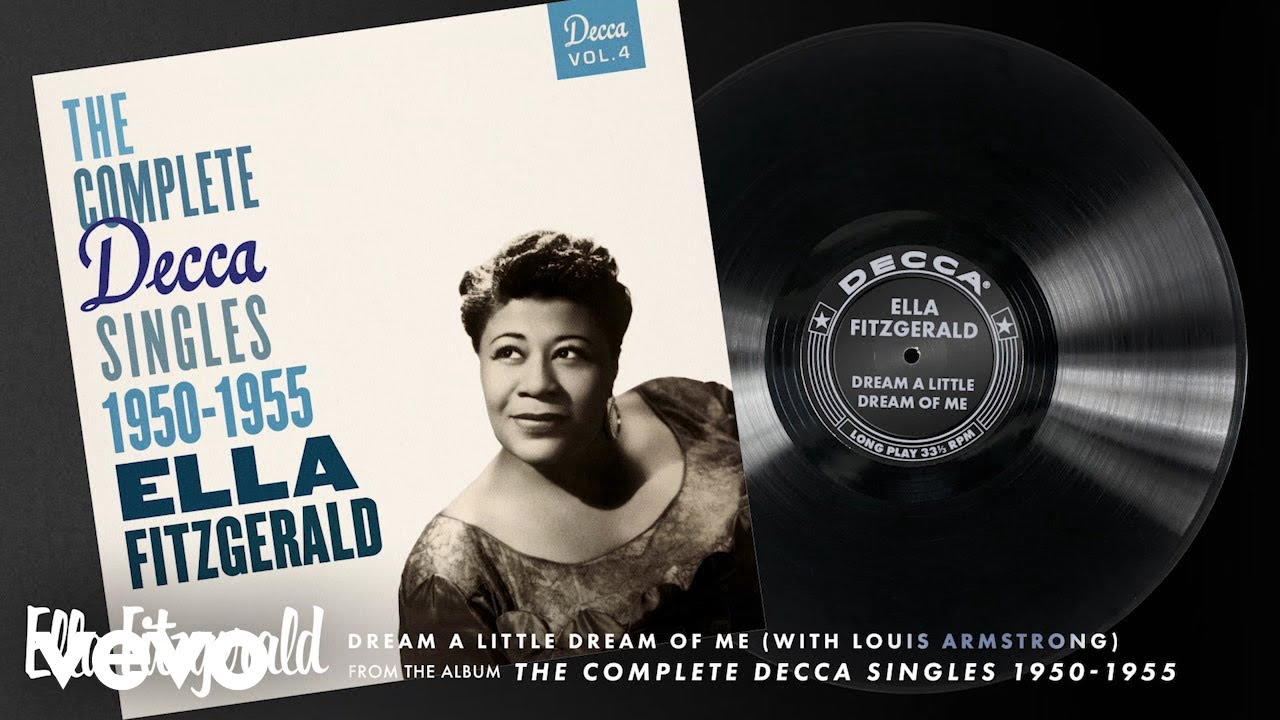 Decca
VOL.4
THE
COMPLETE
Decca
SINGLES
1950-1955
ELLA
FITZGERALD
DECCA®
ELLA
FITZGERALD
DREAM A LITTLE
DREAM OF ME
LONG PLAY 33⅓ RPM
Ella Fitzgerald
vevo
DREAM A LITTLE DREAM OF ME (WITH LOUIS ARMSTRONG)
FROM THE ALBUM THE COMPLETE DECCA SINGLES 1950-1955